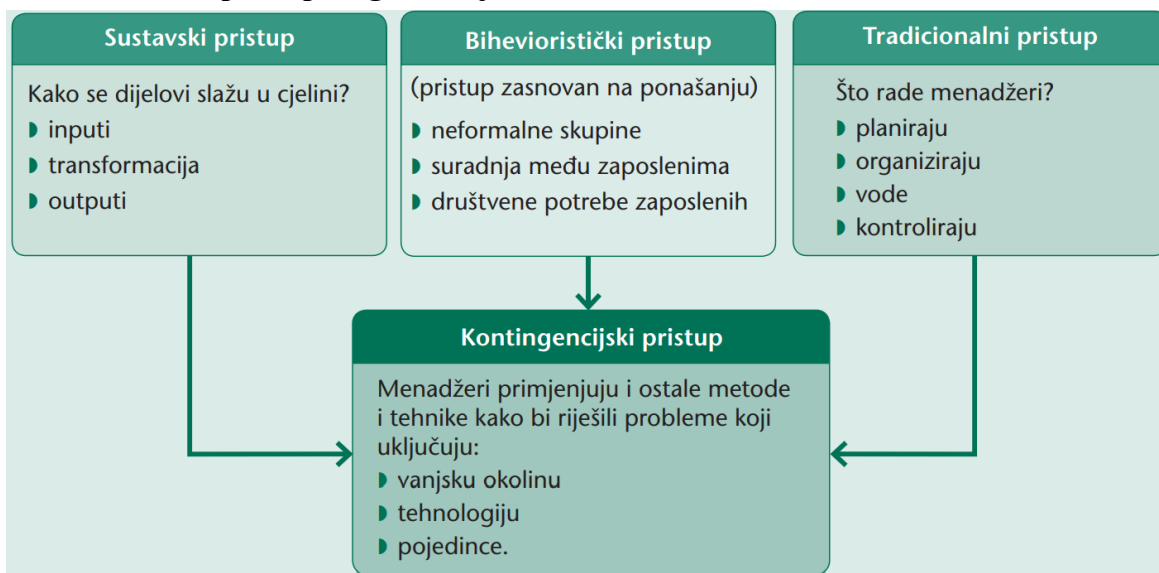 Sustavski pristup
Kako se dijelovi slažu u cjelini?
◗ inputi
◗ transformacija
◗ outputi
Bihevioristički pristup
(pristup zasnovan na ponašanju)
◗ neformalne skupine
◗ suradnja među zaposlenima
◗ društvene potrebe zaposlenih
Tradicionalni pristup
Što rade menadžeri?
◗ planiraju
◗ organiziraju
◗ vode
◗ kontroliraju
Kontingencijski pristup
Menadžeri primjenjuju i ostale metode
i tehnike kako bi riješili probleme koji
uključuju:
◗ vanjsku okolinu
◗ tehnologiju
◗ pojedince.